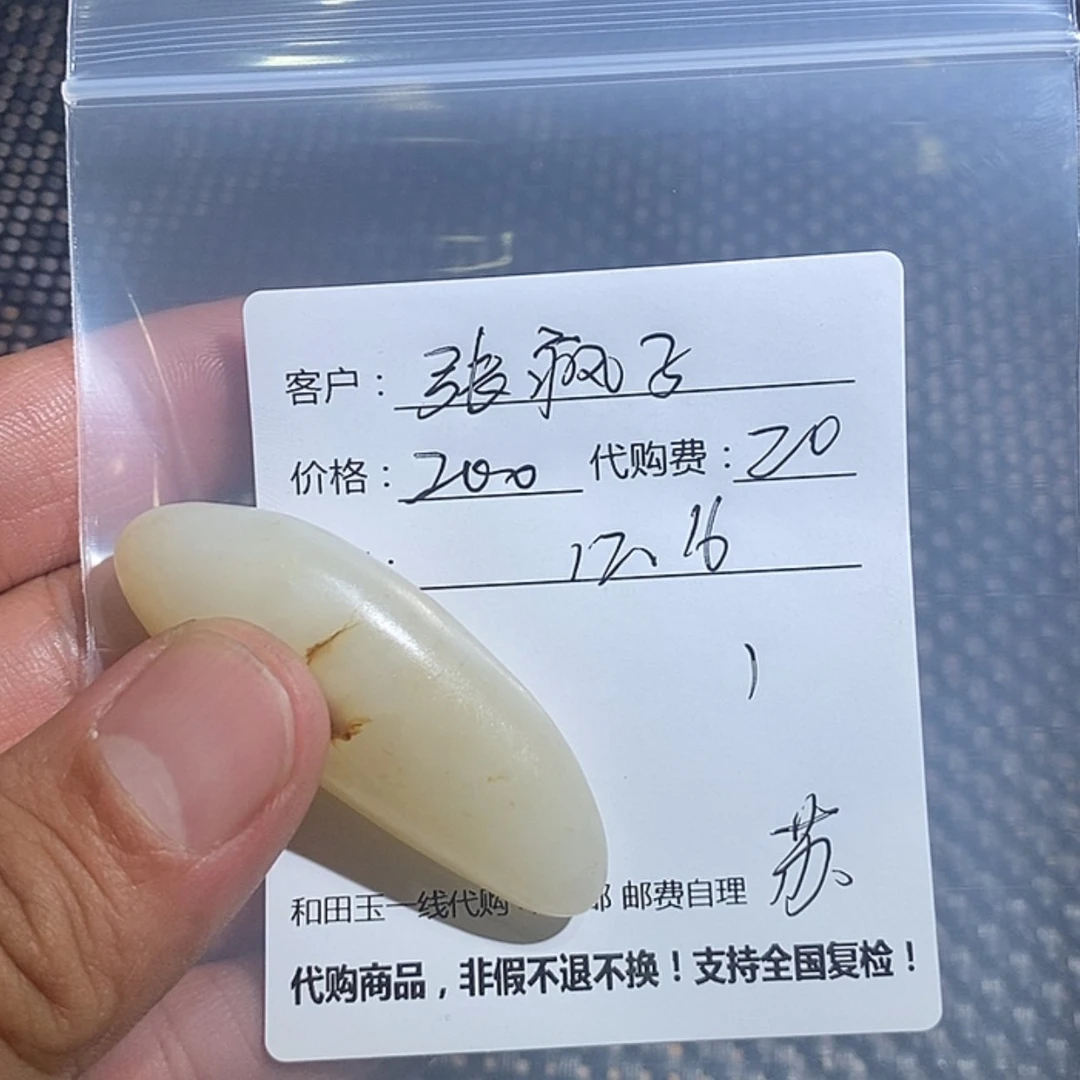 客户：张疯子
价格：200 代购费：20
: 17.16
1
苏
和田玉一线代购 邮 邮费自理
代购商品，非假不退不换！支持全国复检！